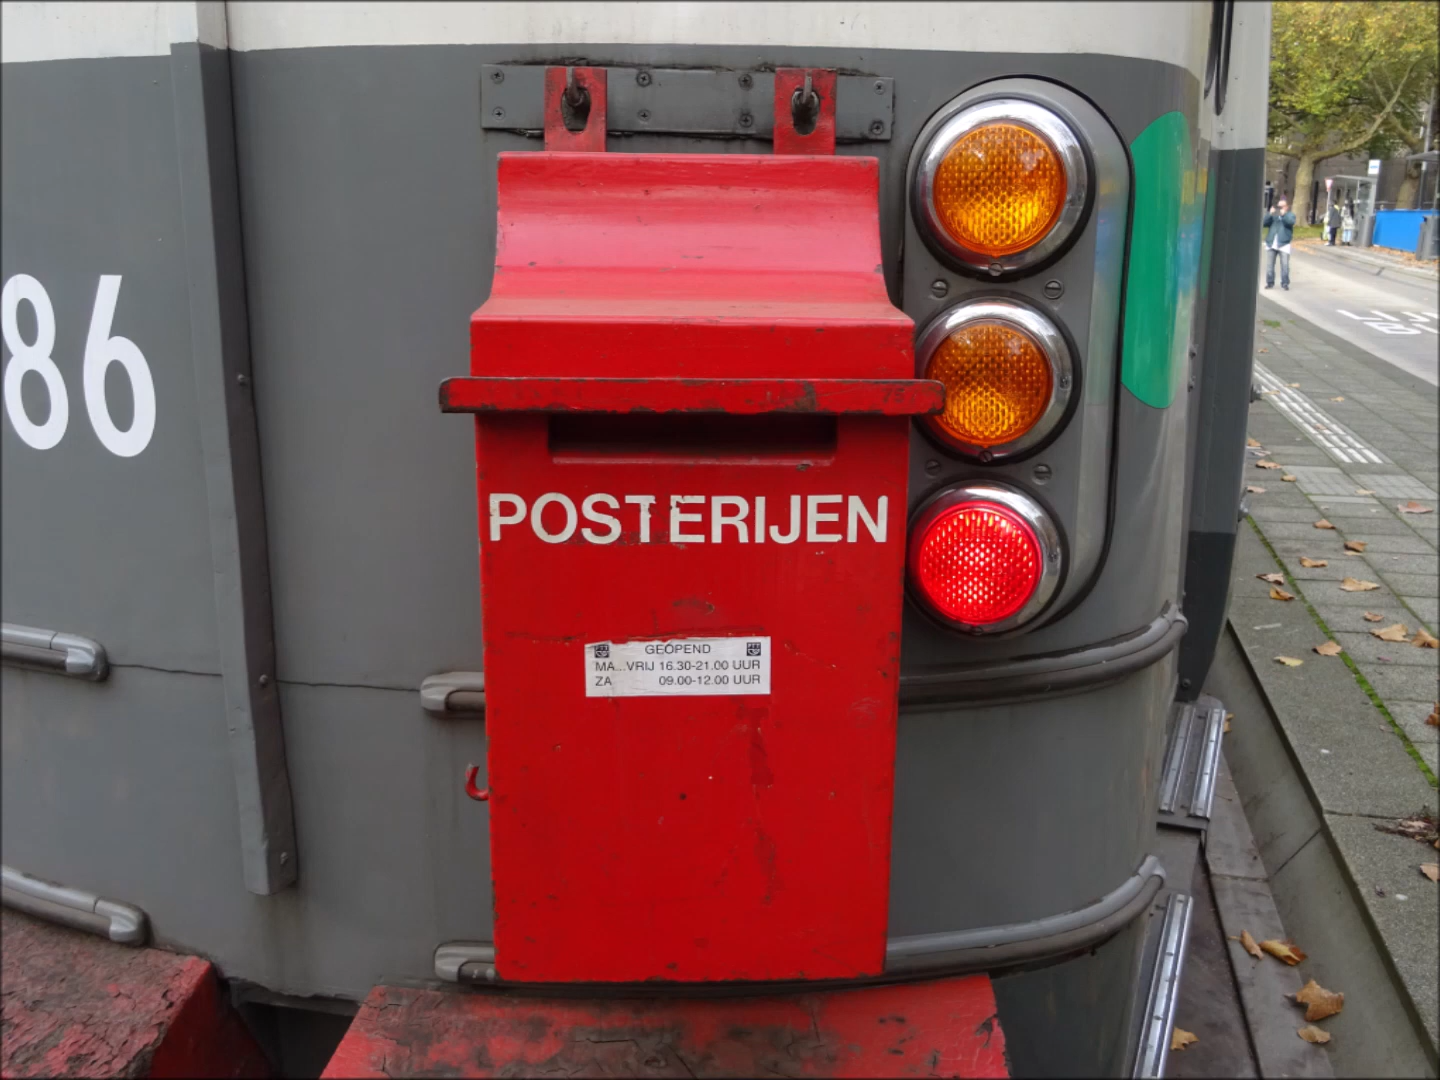 86
POSTERIJEN
GEOPEND
MA...VRIJ 16.30-21.00 UUR
ZA 09.00-12.00 UUR